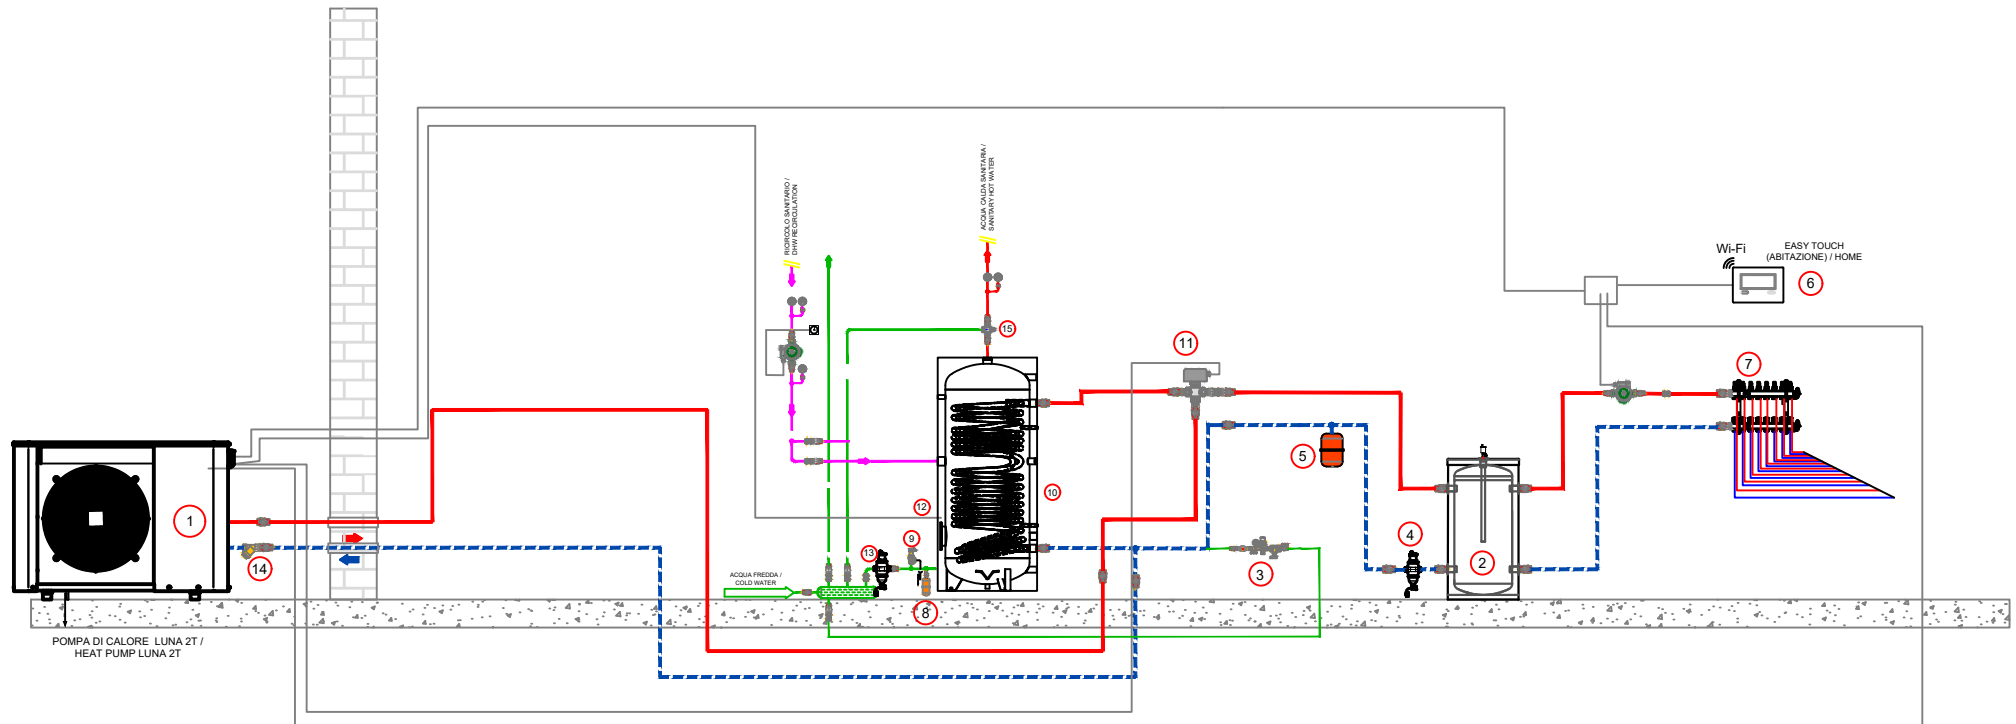 RICIRCOLO SANITARIO /
DHW RECIRCULATION
ACQUA CALDA SANITARIA /
SANITARY HOT WATER
Wi-Fi
EASY TOUCH
(ABITAZIONE) / HOME
6
15
11
7
5
10
12
1
13
9
4
14
3
2
ACQUA FREDDA /
COLD WATER
8
POMPA DI CALORE LUNA 2T /
HEAT PUMP LUNA 2T